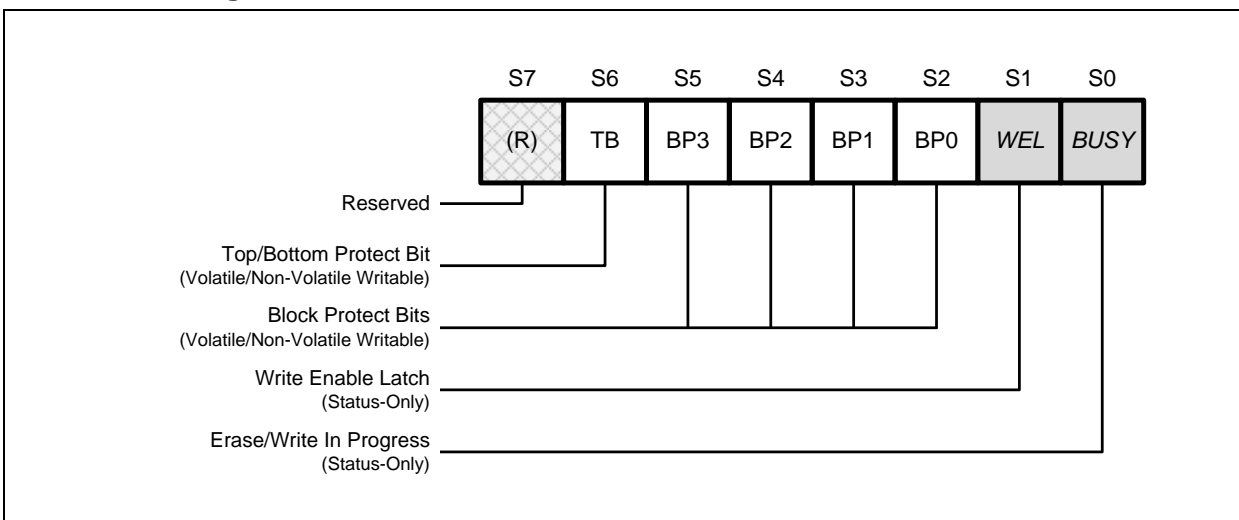 S7 S6 S5 S4 S3 S2 S1 S0
(R) TB BP3 BP2 BP1 BP0 WEL BUSY
Reserved
Top/Bottom Protect Bit
(Volatile/Non-Volatile Writable)
Block Protect Bits
(Volatile/Non-Volatile Writable)
Write Enable Latch
(Status-Only)
Erase/Write In Progress
(Status-Only)